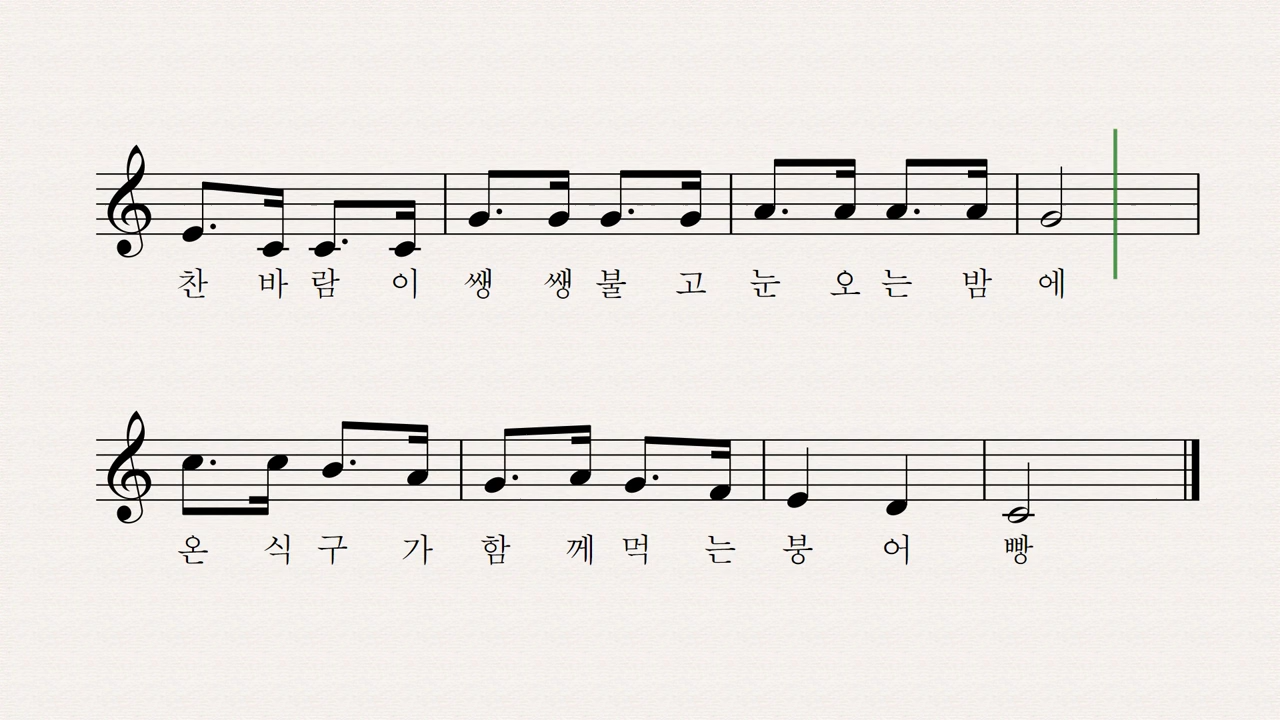 찬 바 람 이 쌩 쌩 불 고 눈 오 는 밤 에
온 식 구 가 함 께 먹 는 붕 어 빵